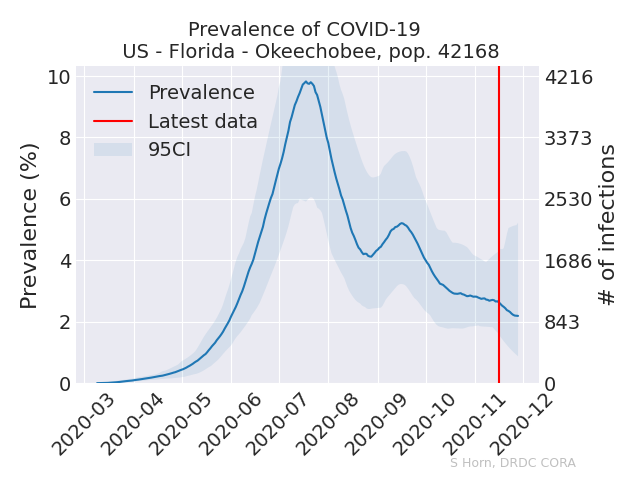 Prevalence of COVID-19
US - Florida - Okeechobee, pop. 42168
Prevalence
Latest data
95CI
Prevalence (%)
10
8
6
4
2
0
4216
3373
2530
1686
843
0
# of infections
2020-03
2020-04
2020-05
2020-06
2020-07
2020-08
2020-09
2020-10
2020-11
2020-12
S Horn, DRDC CORA